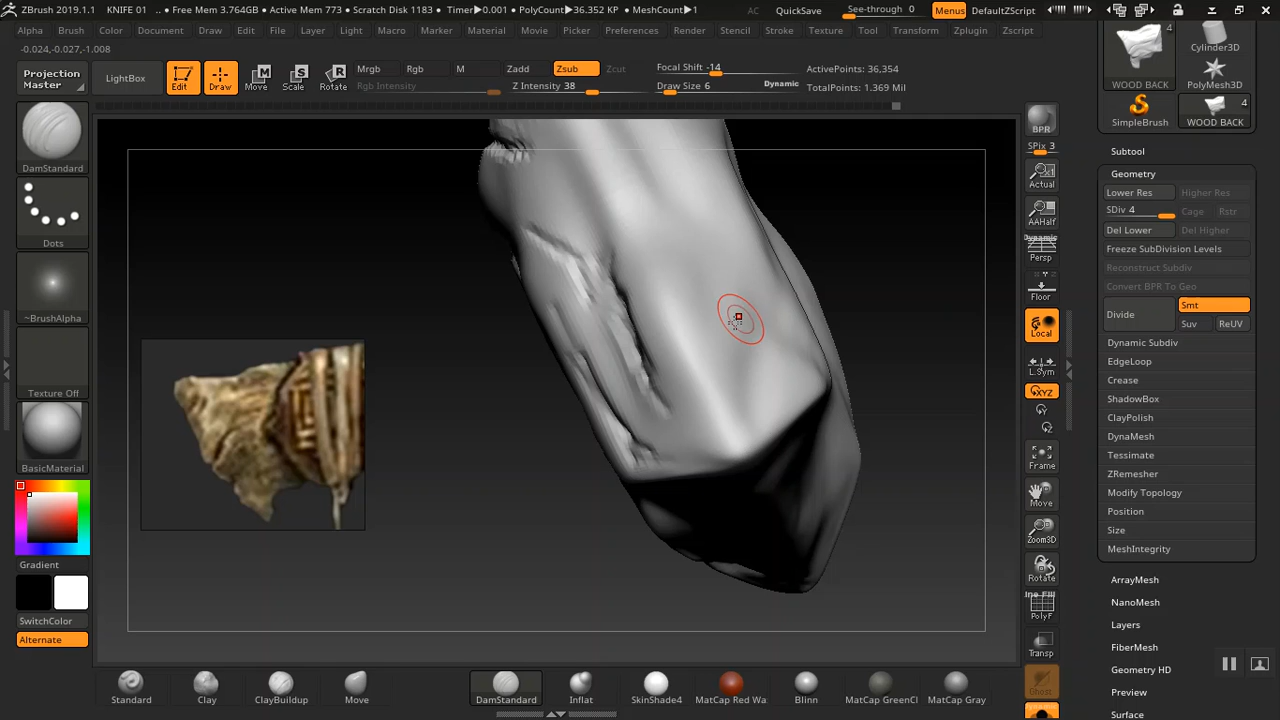 ZBrush 2019.1.1 KNIFE 01 .. • Free Mem 3.764GB • Active Mem 773 • Scratch Disk 1183 • Timer▶0.001 • PolyCount▶36.352 KP • MeshCount▶1 AC QuickSave See-through 0 Menus DefaultZScript
Alpha Brush Color Document Draw Edit File Layer Light Macro Marker Material Movie Picker Preferences Render Stencil Stroke Texture Tool Transform Zplugin Zscript
-0.024,-0.027,-1.008
Projection
Master
LightBox
Edit
Draw
Move
Scale
Rotate
Mrgb Rgb M Zadd Zsub Zcut
Rgb Intensity Z Intensity 38
Focal Shift -14
Draw Size 6 Dynamic
ActivePoints: 36,354
TotalPoints: 1.369 Mil
DamStandard
Dots
~BrushAlpha
Texture Off
BasicMaterial
Gradient
SwitchColor
Alternate
BPR
SPix 3
Actual
AAHalf
Dynamic
Persp
Floor
Local
L.Sym
XYZ
Frame
Move
Zoom3D
Rotate
Line Fill
PolyF
Transp
Ghost
Dynamic
4
WOOD BACK
Cylinder3D
PolyMesh3D
SimpleBrush
4
WOOD BACK
Subtool
Geometry
Lower Res Higher Res
SDiv 4 Cage Rstr
Del Lower Del Higher
Freeze SubDivision Levels
Reconstruct Subdiv
Convert BPR To Geo
Divide Smt
Suv ReUV
Dynamic Subdiv
EdgeLoop
Crease
ShadowBox
ClayPolish
DynaMesh
Tessimate
ZRemesher
Modify Topology
Position
Size
MeshIntegrity
ArrayMesh
NanoMesh
Layers
FiberMesh
Geometry HD
Preview
Surface
Standard Clay ClayBuildup Move DamStandard Inflat SkinShade4 MatCap Red Wa: Blinn MatCap GreenCl MatCap Gray